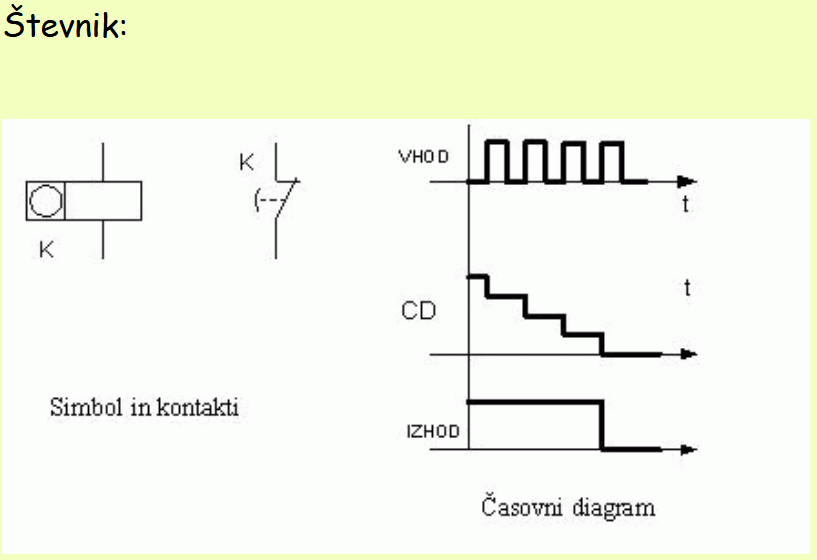 Števnik:
K
K
Simbol in kontakti
VHOD
t
t
CD
IZHOD
Časovni diagram